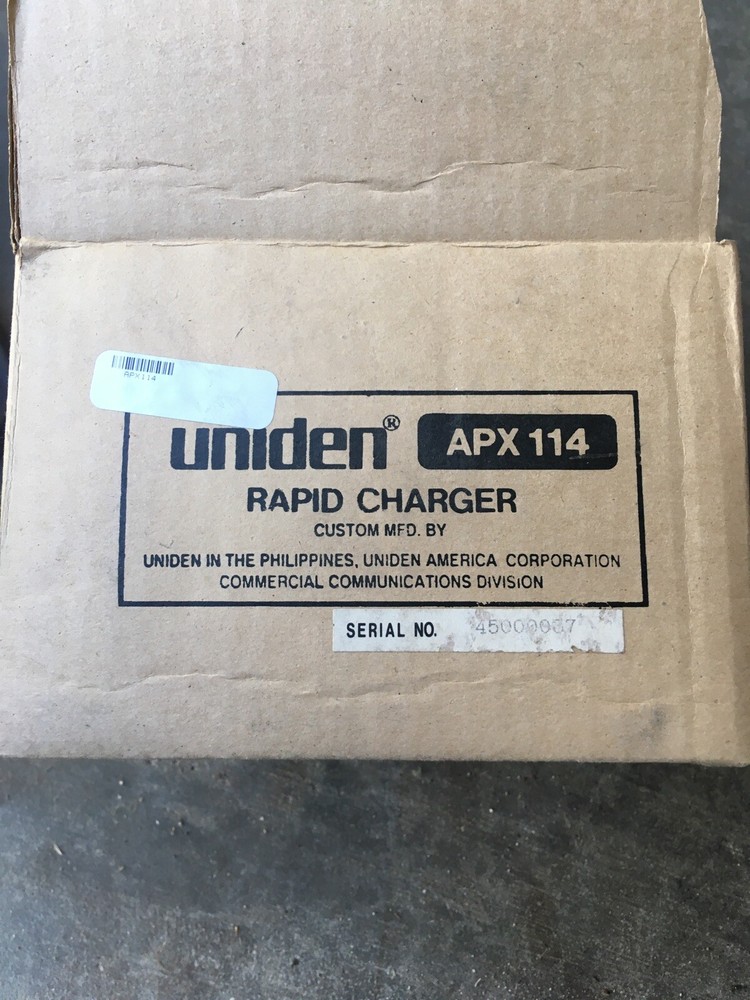 APX114
uniden® APX 114
RAPID CHARGER
CUSTOM MFD. BY
UNIDEN IN THE PHILIPPINES, UNIDEN AMERICA CORPORATION
COMMERCIAL COMMUNICATIONS DIVISION
SERIAL NO.